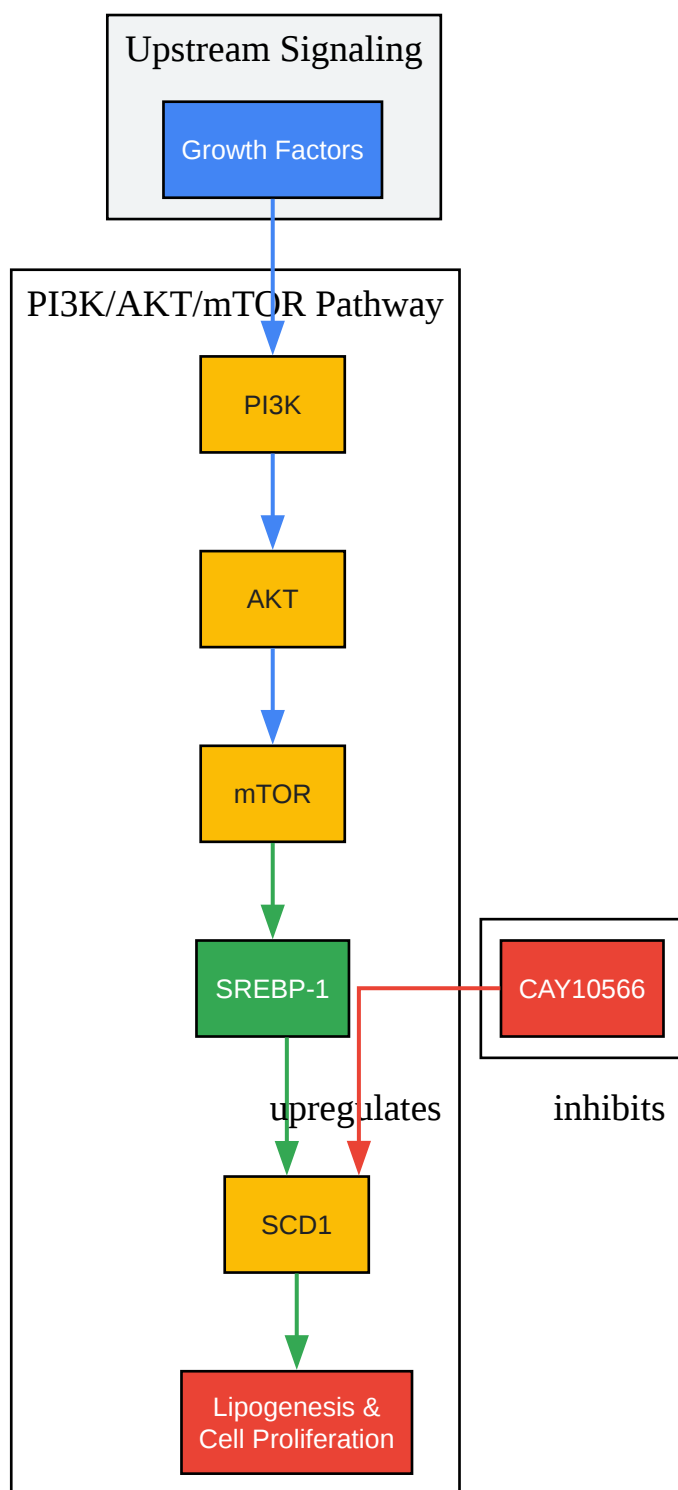 Upstream Signaling
Growth Factors
PI3K/AKT/mTOR Pathway
PI3K
AKT
mTOR
SREBP-1
CAY10566
upregulates
inhibits
SCD1
Lipogenesis &
Cell Proliferation